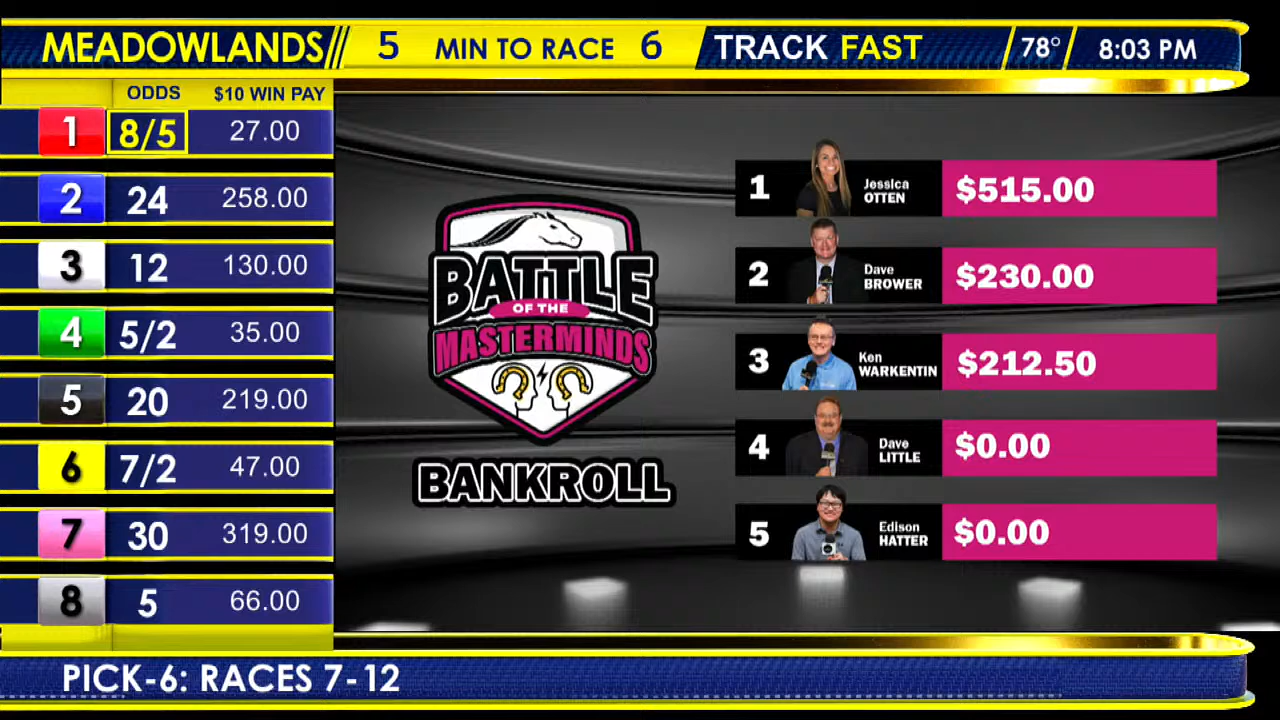 MEADOWLANDS 5 MIN TO RACE 6 TRACK FAST 78° 8:03 PM
ODDS $10 WIN PAY
1 8/5 27.00
2 24 258.00
3 12 130.00
4 5/2 35.00
5 20 219.00
6 7/2 47.00
7 30 319.00
8 5 66.00
BATTLE
OF THE
MASTERMINDS
BANKROLL
1 Jessica OTTEN $515.00
2 Dave BROWER $230.00
3 Ken WARKENTIN $212.50
4 Dave LITTLE $0.00
5 Edison HATTER $0.00
PICK-6: RACES 7-12